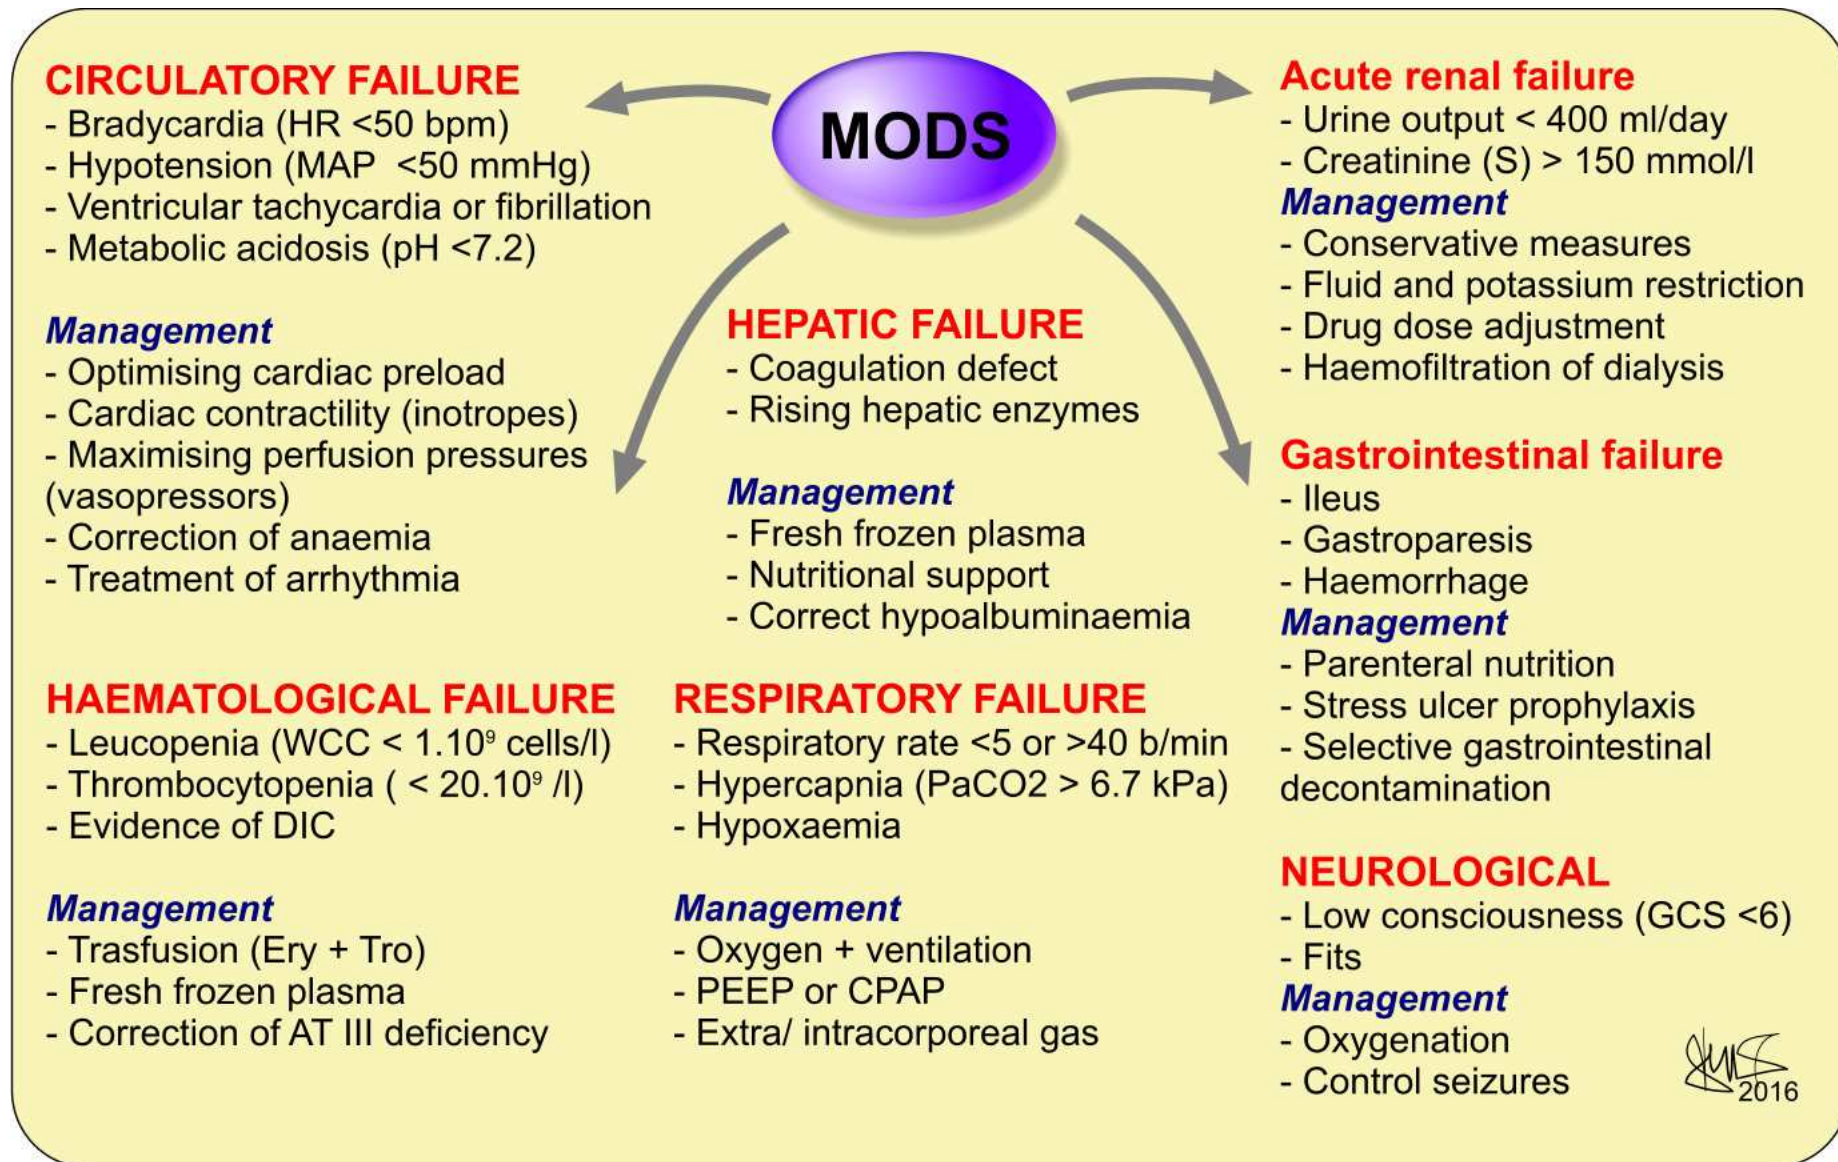 MODS
CIRCULATORY FAILURE
- Bradycardia (HR <50 bpm)
- Hypotension (MAP  <50 mmHg)
- Ventricular tachycardia or fibrillation
- Metabolic acidosis (pH <7.2)
Management
- Optimising cardiac preload
- Cardiac contractility (inotropes)
- Maximising perfusion pressures
(vasopressors)
- Correction of anaemia
- Treatment of arrhythmia
HAEMATOLOGICAL FAILURE
- Leucopenia (WCC < 1.10⁹ cells/l)
- Thrombocytopenia ( < 20.10⁹ /l)
- Evidence of DIC
Management
- Trasfusion (Ery + Tro)
- Fresh frozen plasma
- Correction of AT III deficiency
HEPATIC FAILURE
- Coagulation defect
- Rising hepatic enzymes
Management
- Fresh frozen plasma
- Nutritional support
- Correct hypoalbuminaemia
RESPIRATORY FAILURE
- Respiratory rate <5 or >40 b/min
- Hypercapnia (PaCO2 > 6.7 kPa)
- Hypoxaemia
Management
- Oxygen + ventilation
- PEEP or CPAP
- Extra/ intracorporeal gas
Acute renal failure
- Urine output < 400 ml/day
- Creatinine (S) > 150 mmol/l
Management
- Conservative measures
- Fluid and potassium restriction
- Drug dose adjustment
- Haemofiltration of dialysis
Gastrointestinal failure
- Ileus
- Gastroparesis
- Haemorrhage
Management
- Parenteral nutrition
- Stress ulcer prophylaxis
- Selective gastrointestinal
decontamination
NEUROLOGICAL
- Low consciousness (GCS <6)
- Fits
Management
- Oxygenation
- Control seizures
2016